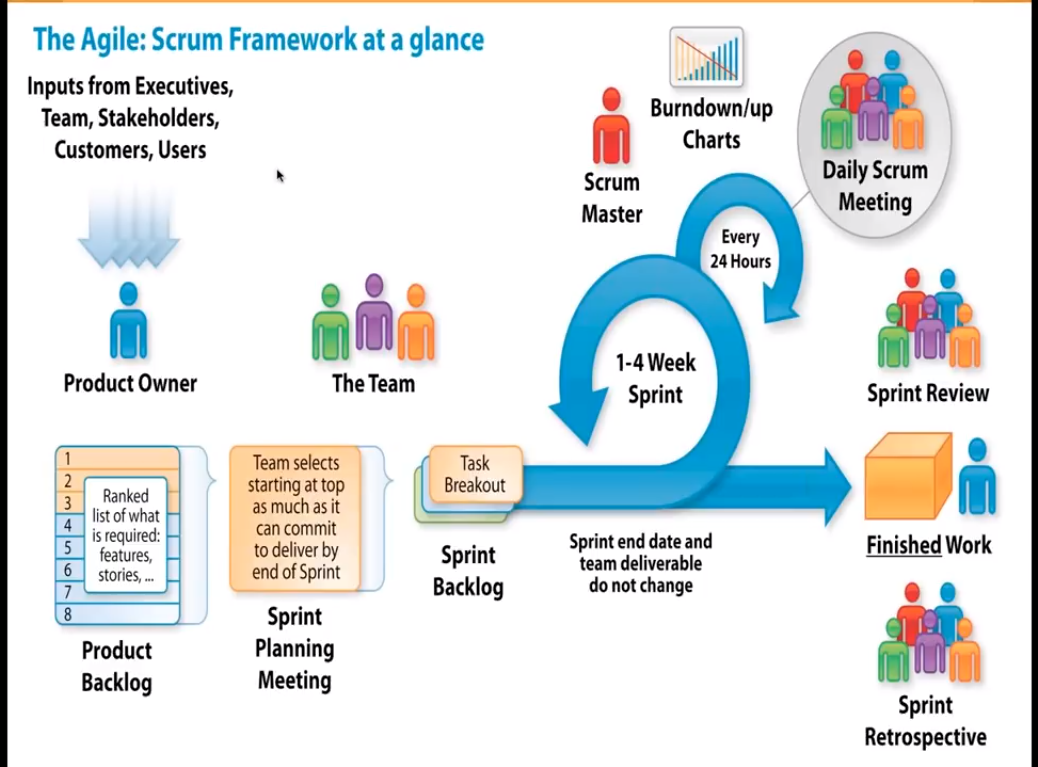 The Agile: Scrum Framework at a glance
Inputs from Executives,
Team, Stakeholders,
Customers, Users
Product Owner
The Team
Scrum
Master
Burndown/up
Charts
Daily Scrum
Meeting
Every
24 Hours
1-4 Week
Sprint
Sprint Review
1
2
3
4
5
6
7
8
Ranked
list of what
is required:
features,
stories, ...
Product
Backlog
Team selects
starting at top
as much as it
can commit
to deliver by
end of Sprint
Sprint
Planning
Meeting
Task
Breakout
Sprint
Backlog
Sprint end date and
team deliverable
do not change
Finished Work
Sprint
Retrospective